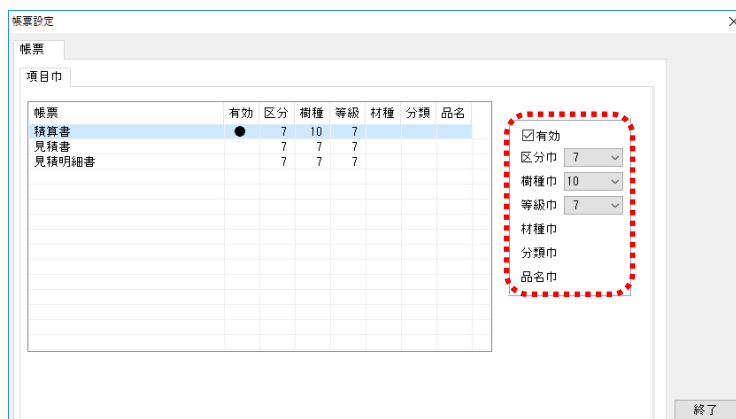 帳票設定
帳票
項目巾
帳票 有効 区分 樹種 等級 材種 分類 品名
積算書 ● 7 10 7
見積書 7 7 7
見積明細書 7 7 7
有効
区分巾 7
樹種巾 10
等級巾 7
材種巾
分類巾
品名巾
終了